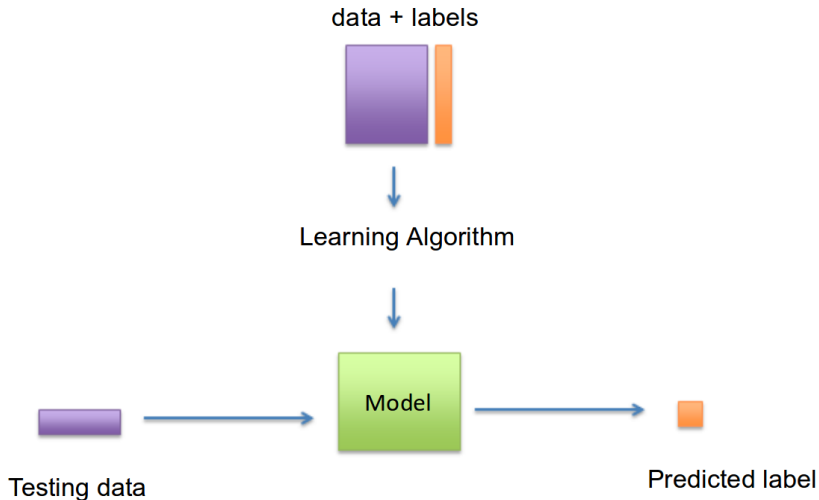 data + labels
Learning Algorithm
Model
Testing data
Predicted label